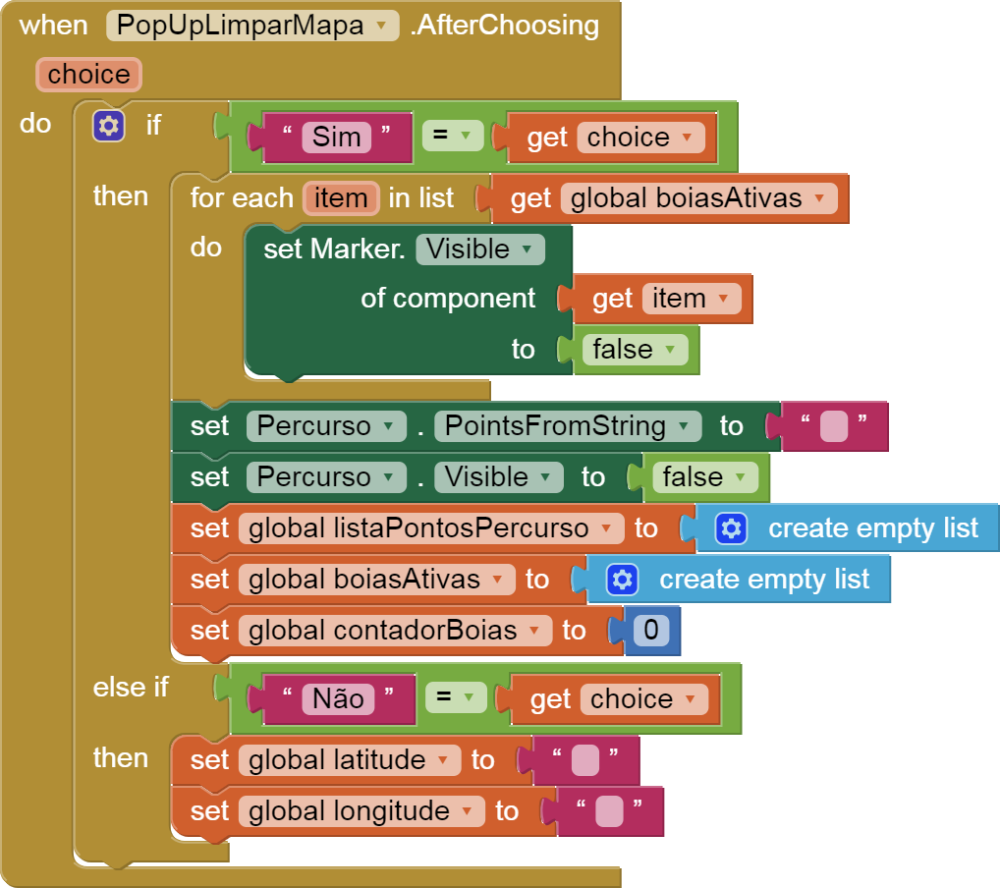 when PopUpLimparMapa .AfterChoosing
choice
do if “ Sim ” = get choice
then for each item in list get global boiasAtivas
do set Marker. Visible
of component get item
to false
set Percurso . PointsFromString to “ ”
set Percurso . Visible to false
set global listaPontosPercurso to create empty list
set global boiasAtivas to create empty list
set global contadorBoias to 0
else if “ Não ” = get choice
then set global latitude to “ ”
set global longitude to “ ”